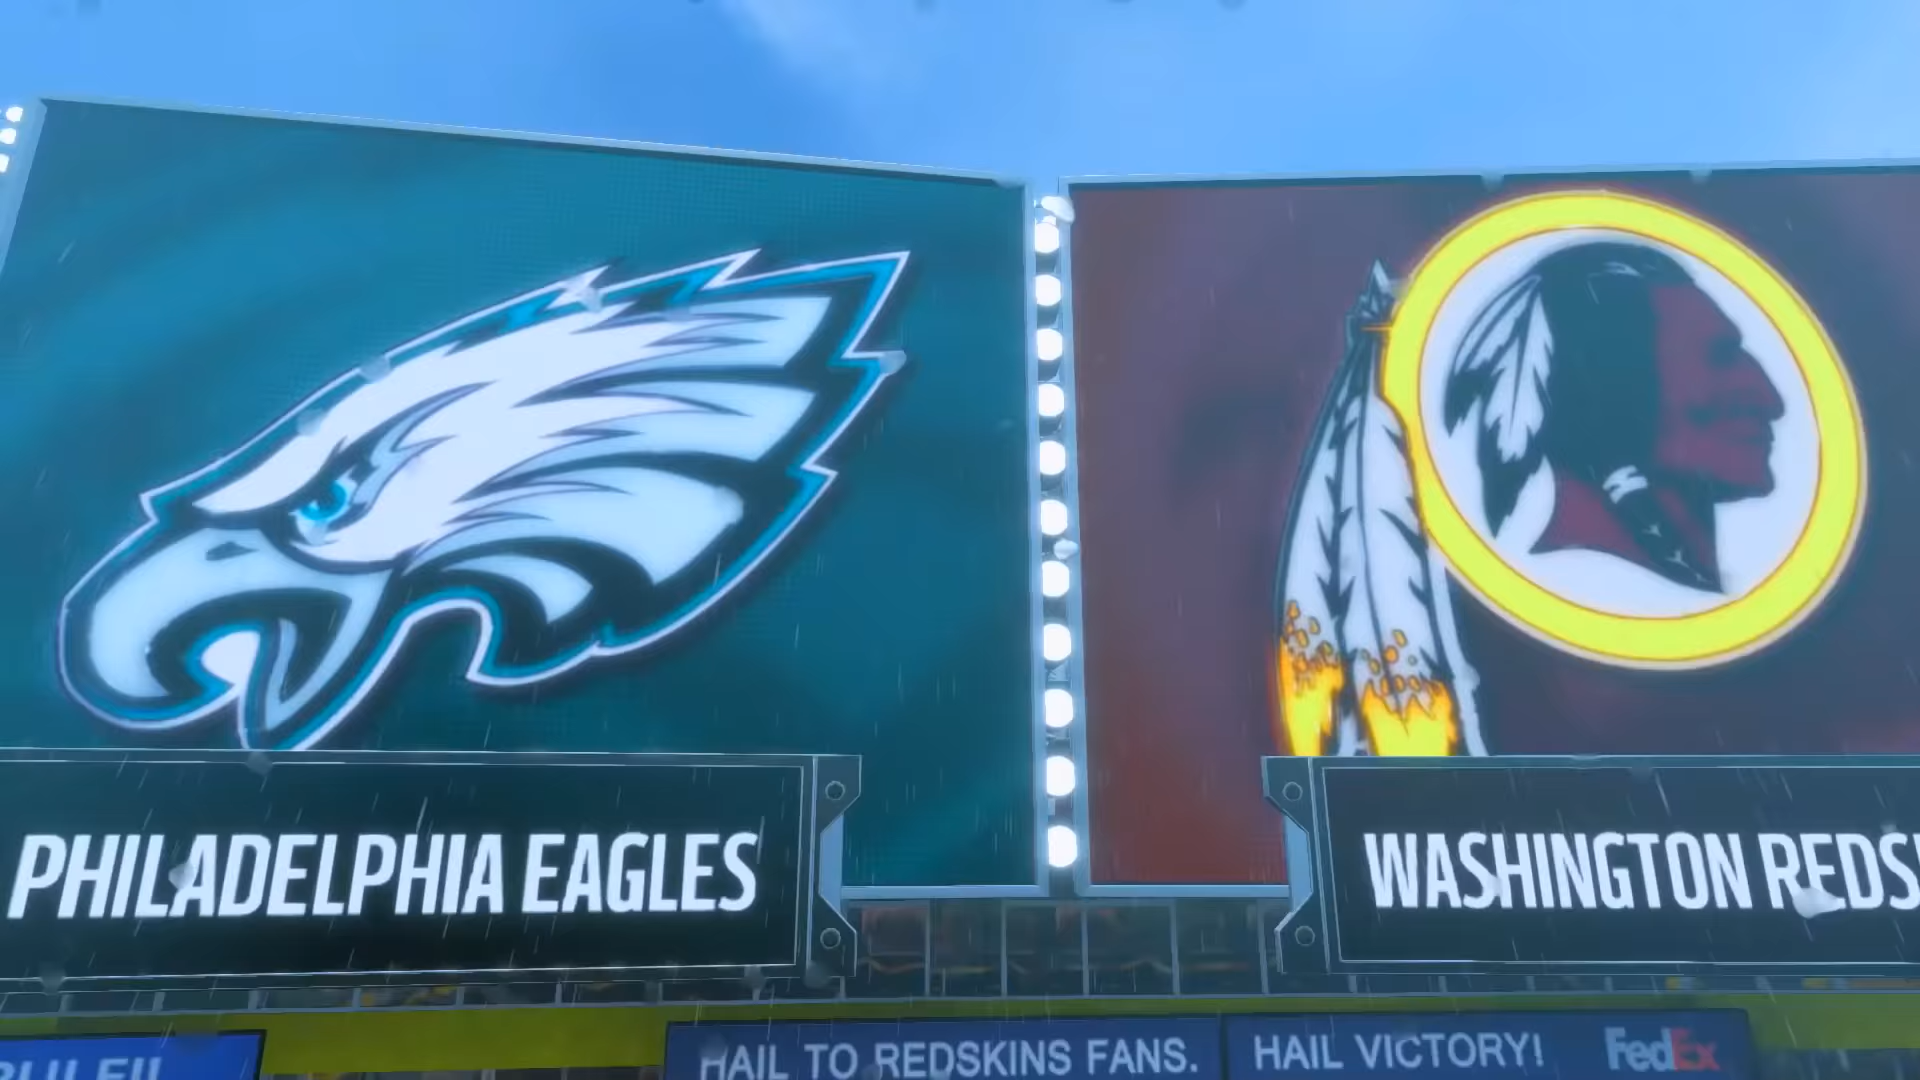 PHILADELPHIA EAGLES
WASHINGTON REDS
HAIL TO REDSKINS FANS.
HAIL VICTORY!
FedEx